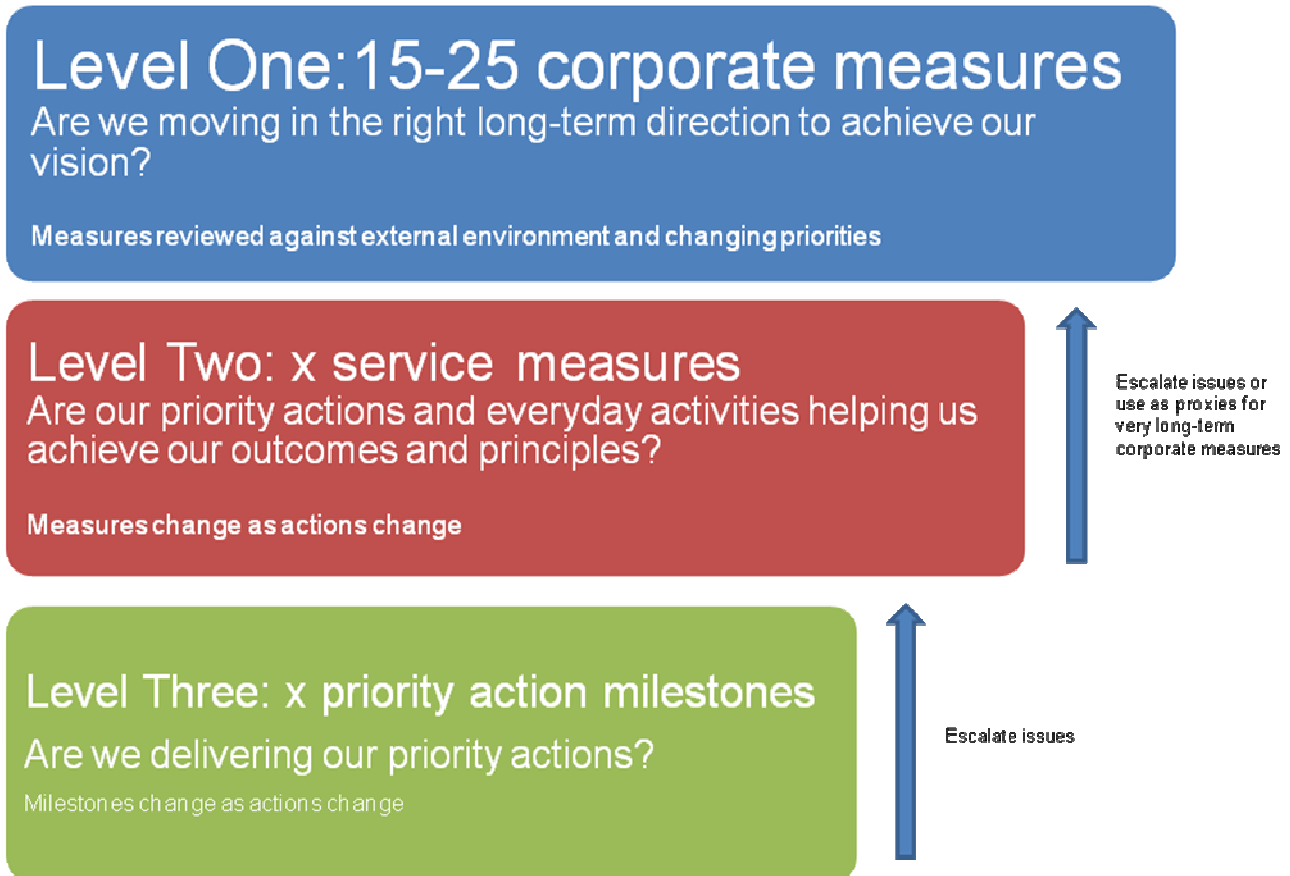 Level One:15-25 corporate measures
Are we moving in the right long-term direction to achieve our
vision?
Measures reviewed against external environment and changing priorities
Level Two: x service measures
Are our priority actions and everyday activities helping us
achieve our outcomes and principles?
Measures change as actions change
Escalate issues or
use as proxies for
very long-term
corporate measures
Level Three: x priority action milestones
Are we delivering our priority actions?
Milestones change as actions change
Escalate issues